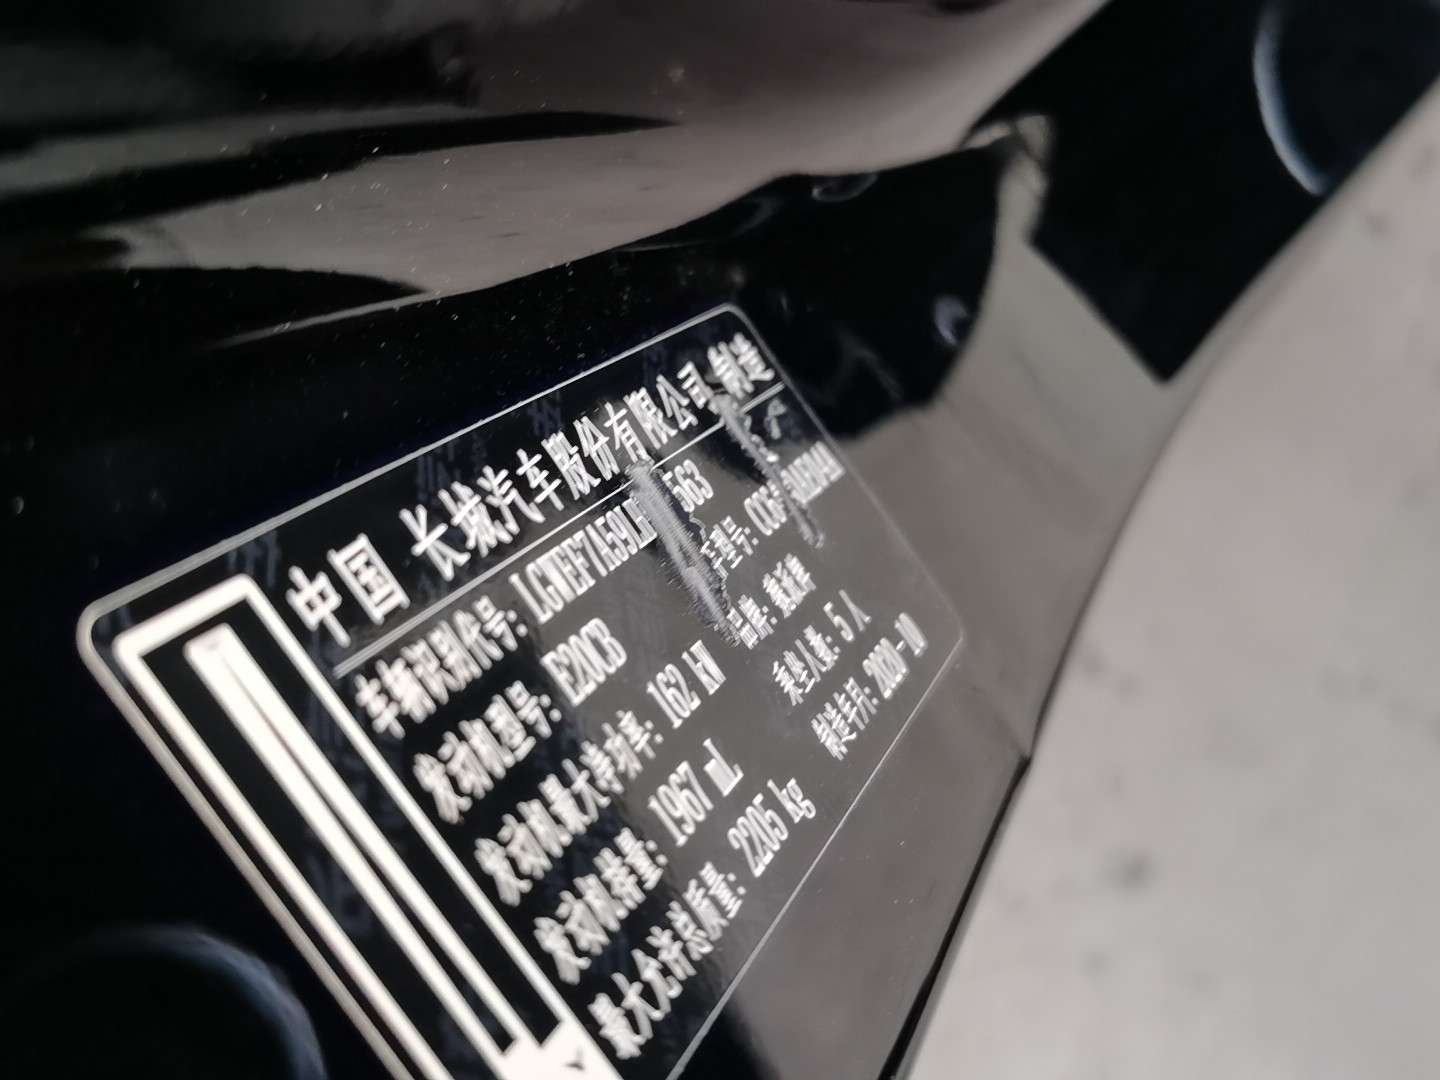 中国 长城汽车股份有限公司 制造
车辆识别代号: LGWEF7A59L 563
发动机型号: E20CB 车型号: CC6
发动机最大净功率: 162 kW 品牌:
发动机排量: 1967 mL 乘坐人数: 5 人
最大允许总质量: 2205 kg 制造年月: 2020-10